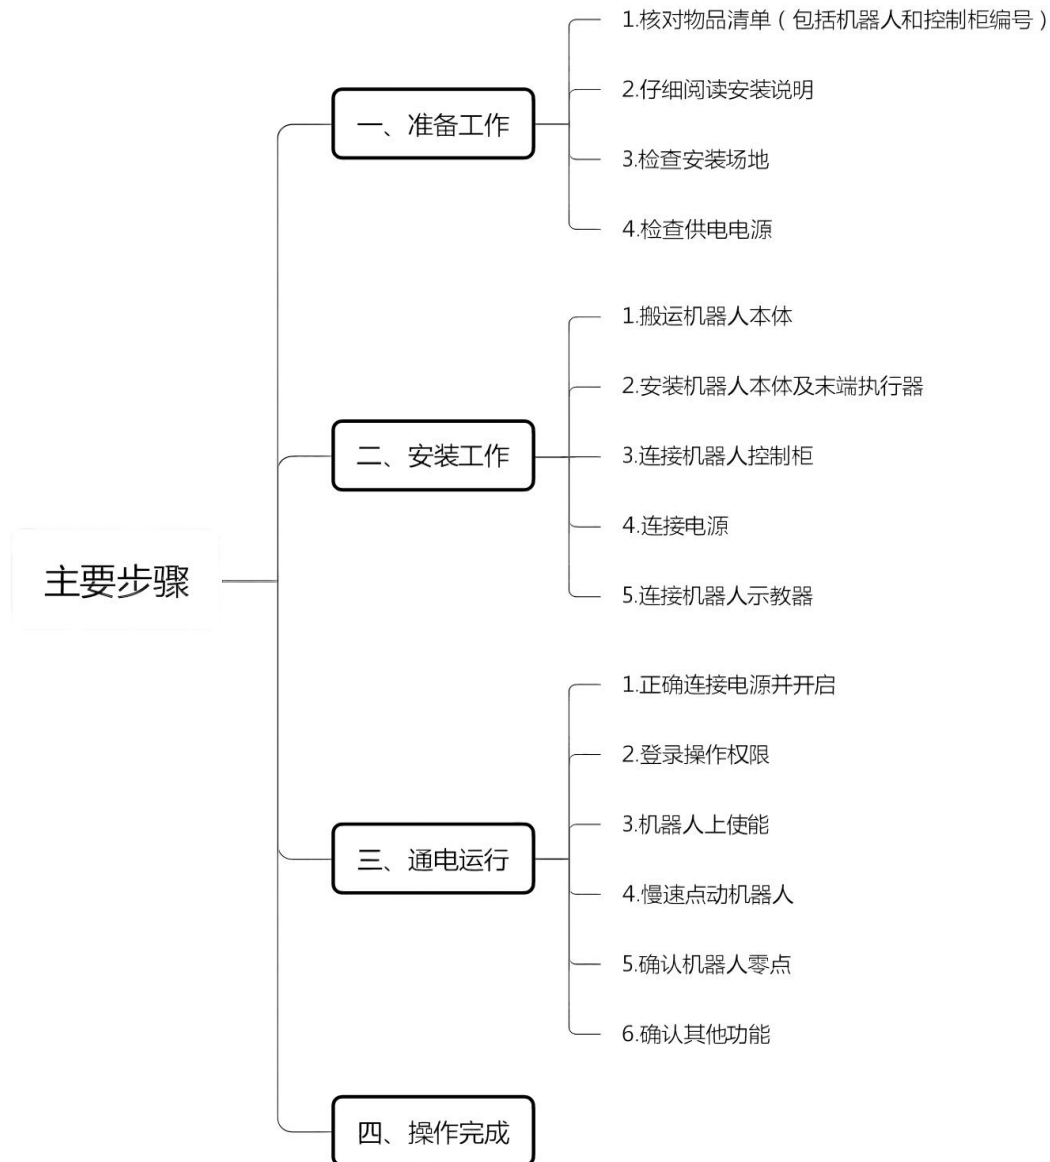 主要步骤
一、准备工作
1.核对物品清单（包括机器人和控制柜编号）
2.仔细阅读安装说明
3.检查安装场地
4.检查供电电源
二、安装工作
1.搬运机器人本体
2.安装机器人本体及末端执行器
3.连接机器人控制柜
4.连接电源
5.连接机器人示教器
三、通电运行
1.正确连接电源并开启
2.登录操作权限
3.机器人上使能
4.慢速点动机器人
5.确认机器人零点
6.确认其他功能
四、操作完成